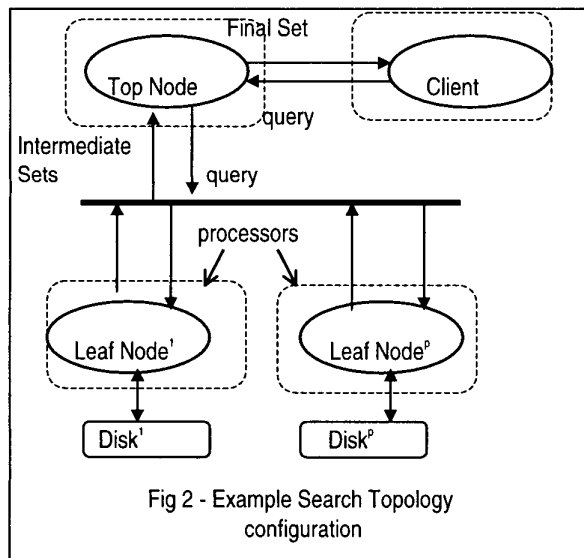 Final Set
Top Node
Client
query
Intermediate
Sets
query
processors
Leaf Node¹
Leaf Nodeᵖ
Disk¹
Diskᵖ
Fig 2 - Example Search Topology
configuration